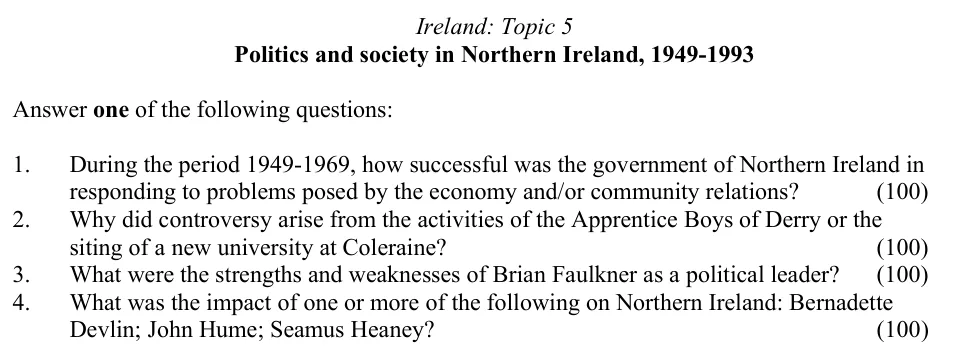 Ireland: Topic 5
Politics and society in Northern Ireland, 1949-1993
Answer one of the following questions:
1. During the period 1949-1969, how successful was the government of Northern Ireland in
responding to problems posed by the economy and/or community relations? (100)
2. Why did controversy arise from the activities of the Apprentice Boys of Derry or the
siting of a new university at Coleraine? (100)
3. What were the strengths and weaknesses of Brian Faulkner as a political leader? (100)
4. What was the impact of one or more of the following on Northern Ireland: Bernadette
Devlin; John Hume; Seamus Heaney? (100)